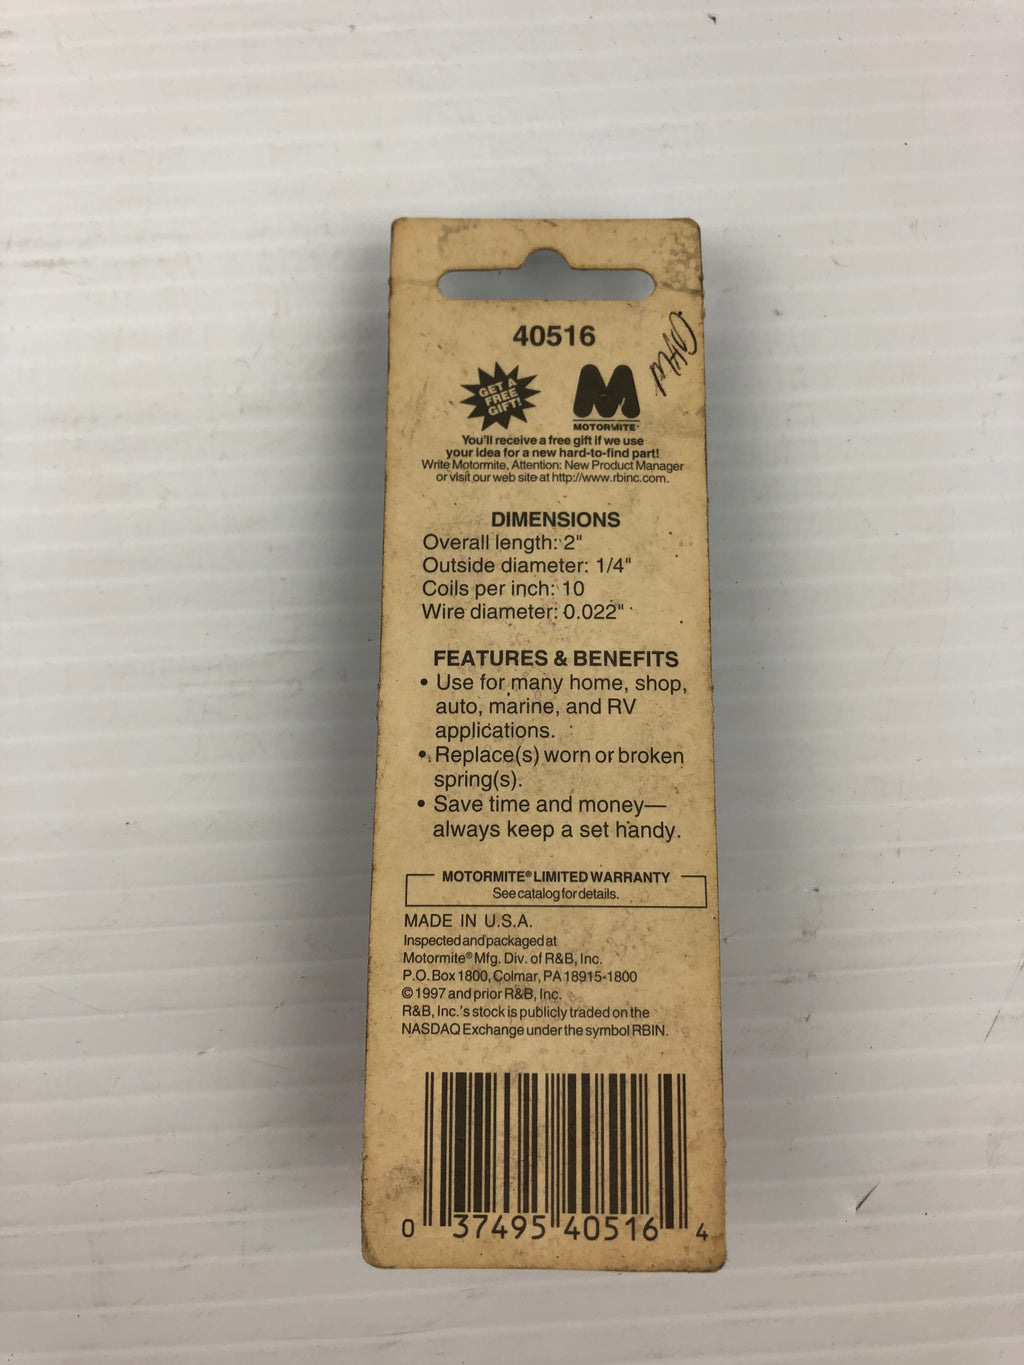 40516
GET A
FREE
GIFT!
MOTORMITE®
You'll receive a free gift if we use
your idea for a new hard-to-find part!
Write Motormite, Attention: New Product Manager
or visit our web site at http://www.rbinc.com.
DIMENSIONS
Overall length: 2"
Outside diameter: 1/4"
Coils per inch: 10
Wire diameter: 0.022"
FEATURES & BENEFITS
• Use for many home, shop,
auto, marine, and RV
applications.
• Replace(s) worn or broken
spring(s).
• Save time and money—
always keep a set handy.
MOTORMITE® LIMITED WARRANTY
See catalog for details.
MADE IN U.S.A.
Inspected and packaged at
Motormite® Mfg. Div. of R&B, Inc.
P.O. Box 1800, Colmar, PA 18915-1800
© 1997 and prior R&B, Inc.
R&B, Inc.'s stock is publicly traded on the
NASDAQ Exchange under the symbol RBIN.
0 37495 40516 4